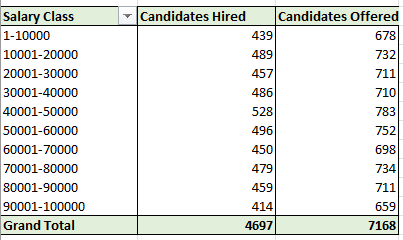 Salary Class Candidates Hired Candidates Offered
1-10000 439 678
10001-20000 489 732
20001-30000 457 711
30001-40000 486 710
40001-50000 528 783
50001-60000 496 752
60001-70000 450 698
70001-80000 479 734
80001-90000 459 711
90001-100000 414 659
Grand Total 4697 7168